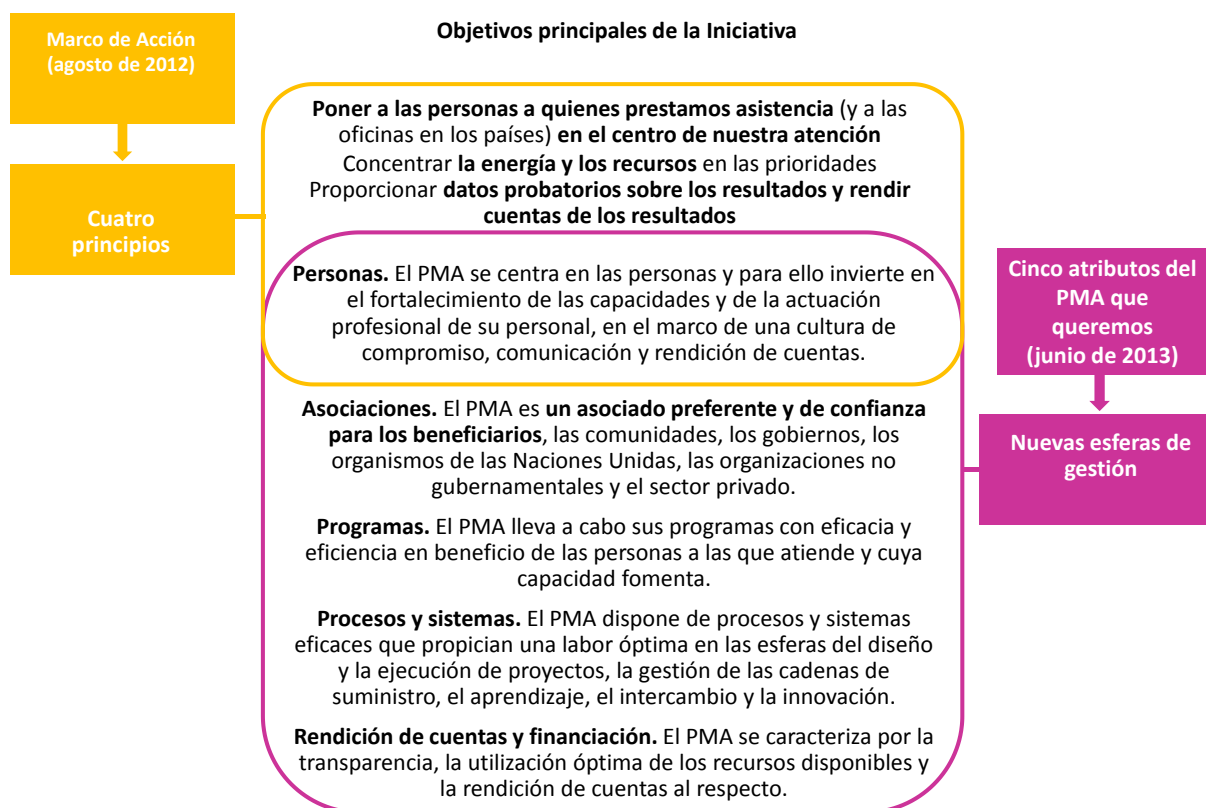 Objetivos principales de la Iniciativa
Marco de Acción
(agosto de 2012)
Cuatro
principios
Poner a las personas a quienes prestamos asistencia (y a las
oficinas en los países) en el centro de nuestra atención
Concentrar la energía y los recursos en las prioridades
Proporcionar datos probatorios sobre los resultados y rendir
cuentas de los resultados
Personas. El PMA se centra en las personas y para ello invierte en
el fortalecimiento de las capacidades y de la actuación
profesional de su personal, en el marco de una cultura de
compromiso, comunicación y rendición de cuentas.
Cinco atributos del
PMA que
queremos
(junio de 2013)
Nuevas esferas de
gestión
Asociaciones. El PMA es un asociado preferente y de confianza
para los beneficiarios, las comunidades, los gobiernos, los
organismos de las Naciones Unidas, las organizaciones no
gubernamentales y el sector privado.
Programas. El PMA lleva a cabo sus programas con eficacia y
eficiencia en beneficio de las personas a las que atiende y cuya
capacidad fomenta.
Procesos y sistemas. El PMA dispone de procesos y sistemas
eficaces que propician una labor óptima en las esferas del diseño
y la ejecución de proyectos, la gestión de las cadenas de
suministro, el aprendizaje, el intercambio y la innovación.
Rendición de cuentas y financiación. El PMA se caracteriza por la
transparencia, la utilización óptima de los recursos disponibles y
la rendición de cuentas al respecto.